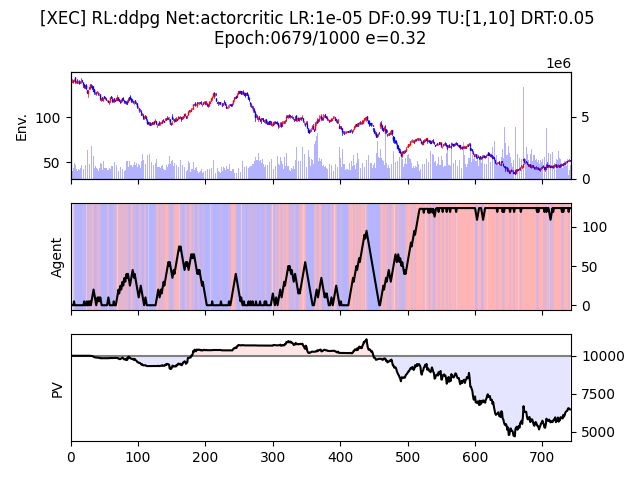 [XEC] RL:ddpg Net:actorcritic LR:1e-05 DF:0.99 TU:[1,10] DRT:0.05
Epoch:0679/1000 e=0.32
1e6
Env.
100
50
5
0
Agent
100
50
0
PV
10000
7500
5000
0 100 200 300 400 500 600 700